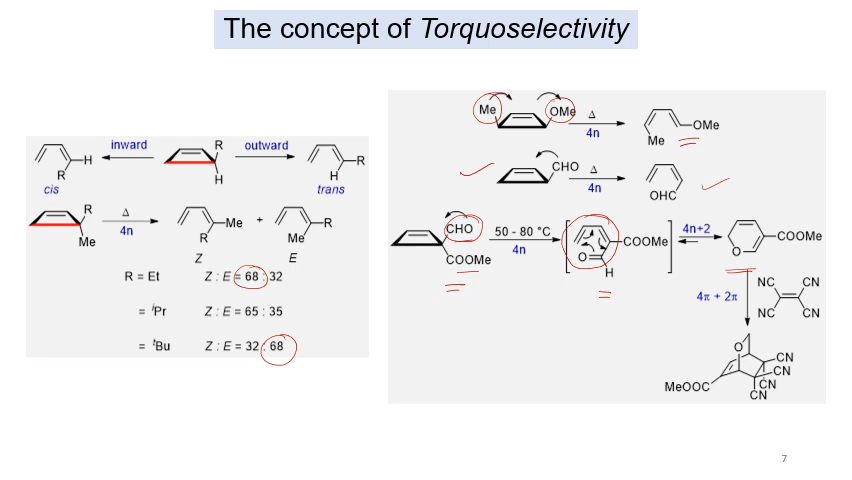 The concept of Torquoselectivity
inward
outward
R
H
R
H
cis
R
H
H
R
trans
R
Me
Δ
4n
Me
R
Z
+
R
Me
E
R = Et Z : E = 68 : 32
= iPr Z : E = 65 : 35
= tBu Z : E = 32 : 68
Me
OMe
Δ
4n
OMe
Me
CHO
Δ
4n
OHC
CHO
COOMe
50 - 80 °C
4n
COOMe
O
H
4n+2
O
COOMe
4π + 2π
NC
CN
NC
CN
O
MeOOC
CN
CN
CN
CN
7